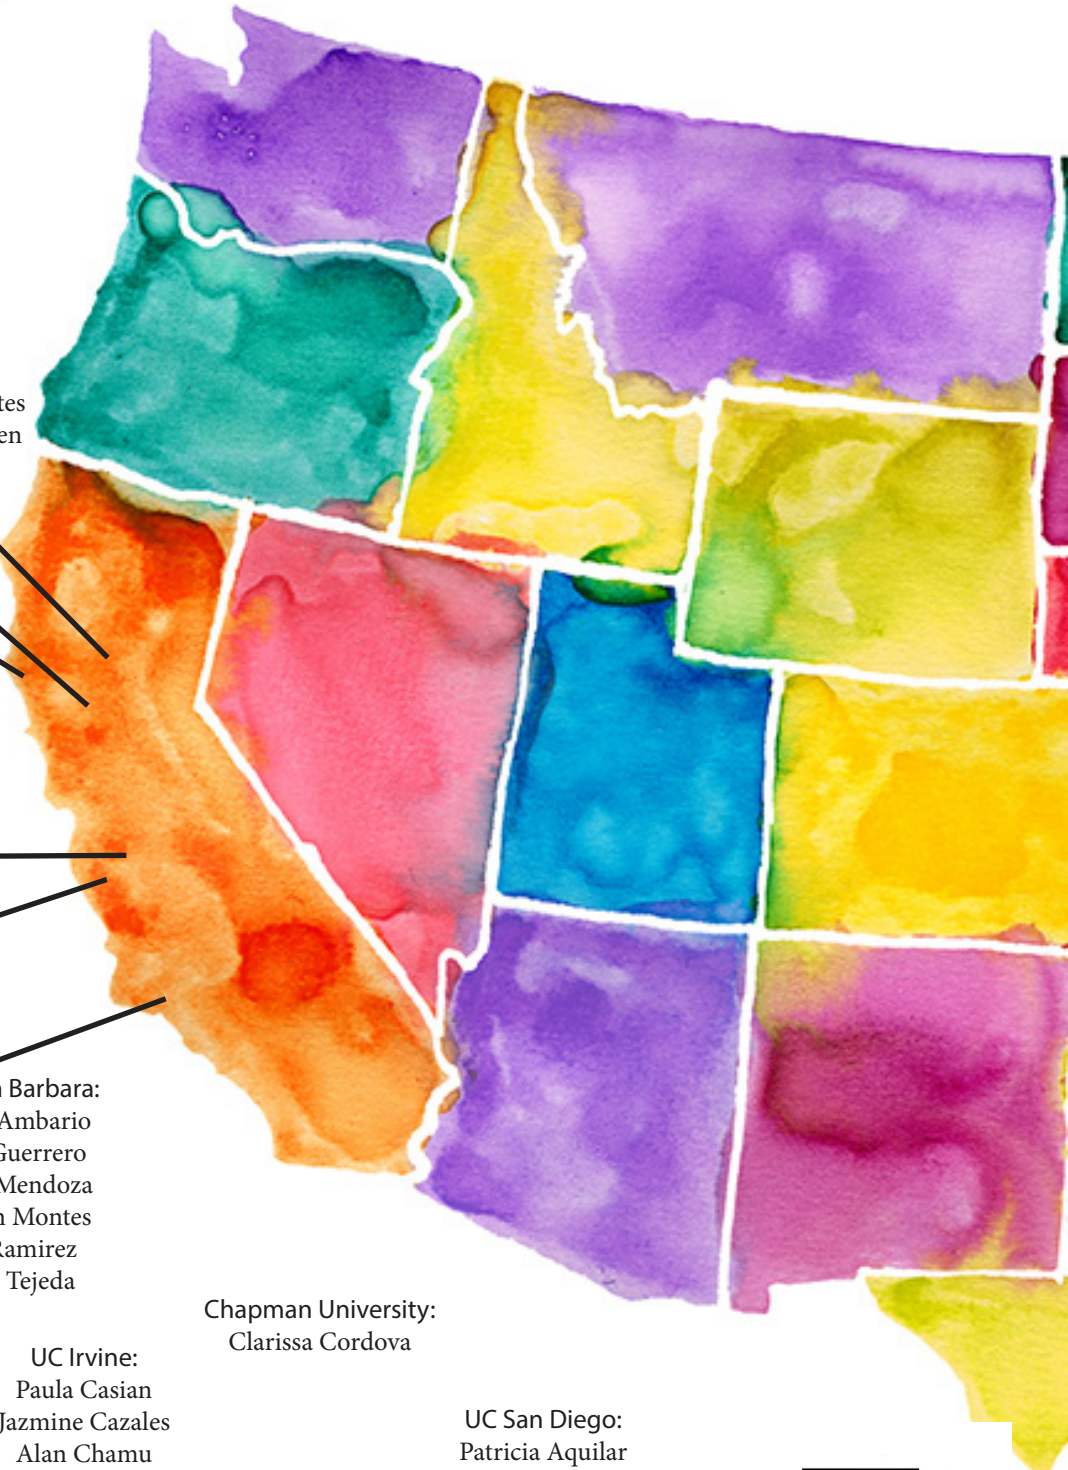 tes
en
Barbara:
Ambario
Guerrero
Mendoza
Montes
Ramirez
Tejeda
Chapman University:
Clarissa Cordova
UC Irvine:
Paula Casian
Jazmine Cazales
Alan Chamu
UC San Diego:
Patricia Aquilar